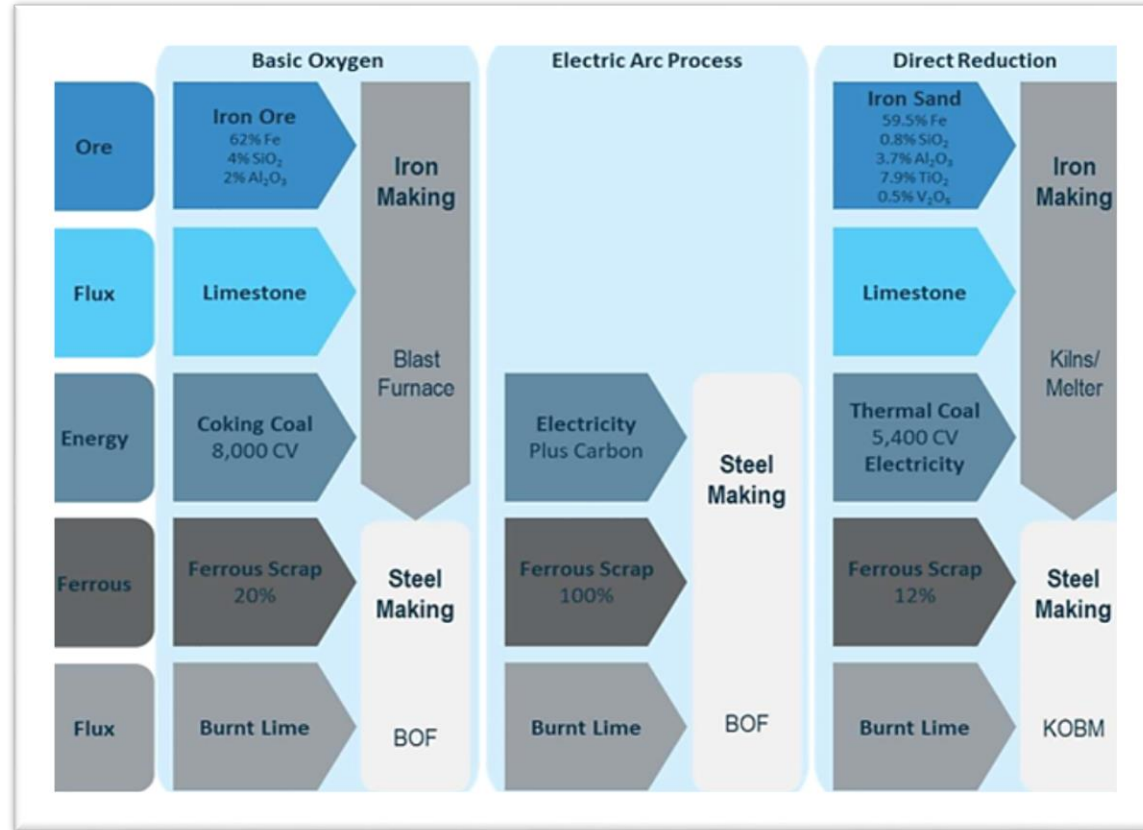 Basic Oxygen
Electric Arc Process
Direct Reduction
Ore
Iron Ore
62% Fe
4% SiO₂
2% Al₂O₃
Iron
Making
Iron Sand
59.5% Fe
0.8% SiO₂
3.7% Al₂O₃
7.9% TiO₂
0.5% V₂O₅
Iron
Making
Flux
Limestone
Limestone
Blast
Furnace
Kilns/
Melter
Energy
Coking Coal
8,000 CV
Electricity
Plus Carbon
Steel
Making
Thermal Coal
5,400 CV
Electricity
Ferrous
Ferrous Scrap
20%
Steel
Making
Ferrous Scrap
100%
Ferrous Scrap
12%
Steel
Making
Flux
Burnt Lime
BOF
Burnt Lime
BOF
Burnt Lime
KOBM